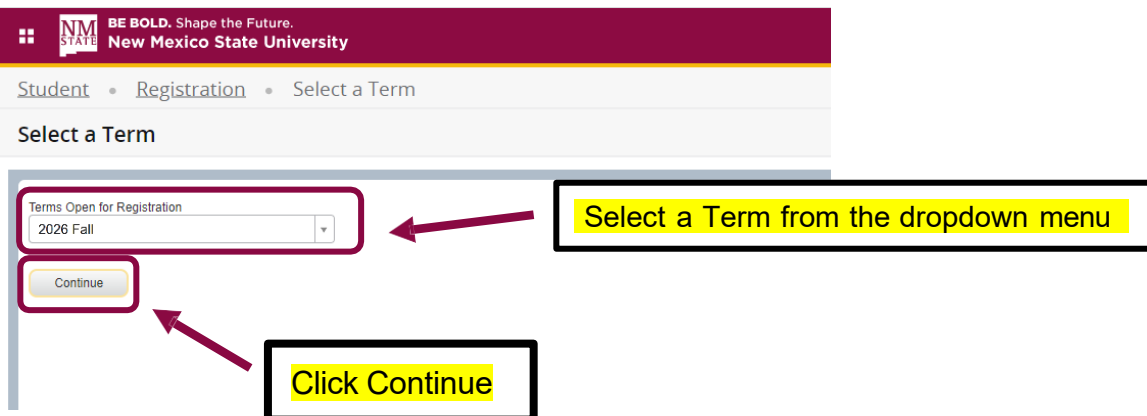 NM
STATE
BE BOLD. Shape the Future.
New Mexico State University
Student • Registration • Select a Term
Select a Term
Terms Open for Registration
2026 Fall
Select a Term from the dropdown menu
Continue
Click Continue